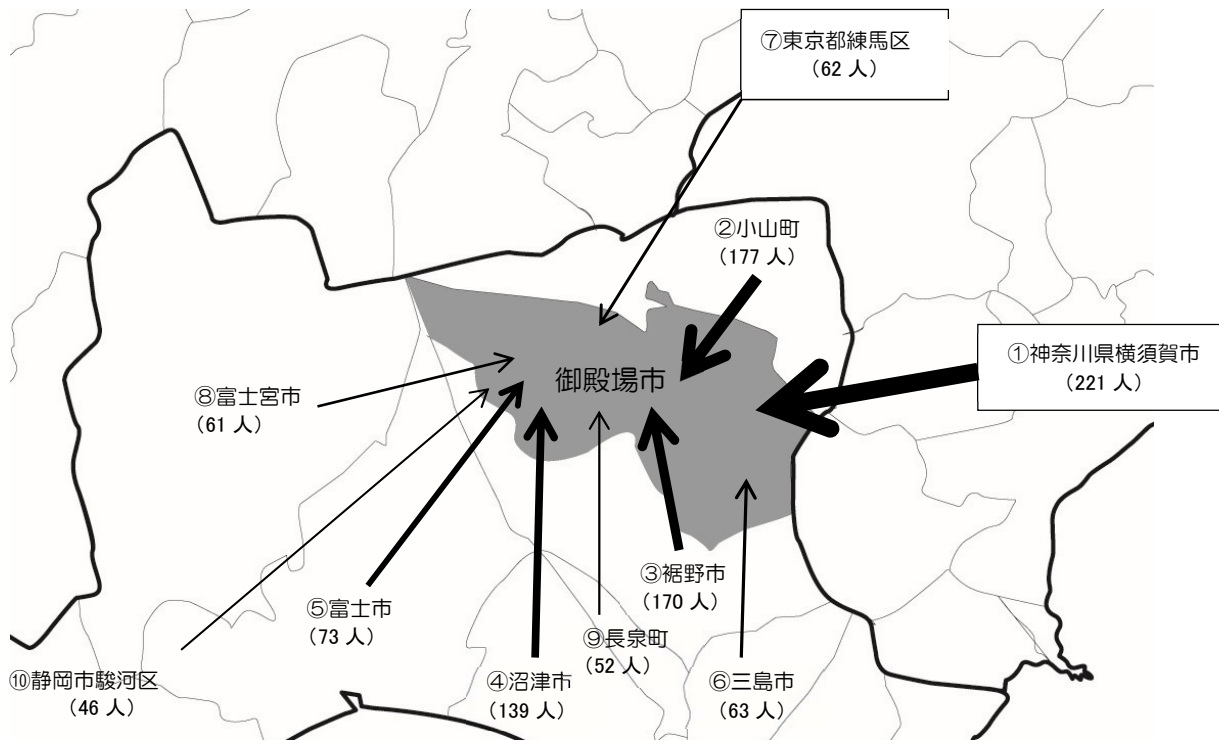 ⑦東京都練馬区
（62 人）
②小山町
（177 人）
①神奈川県横須賀市
（221 人）
御殿場市
⑧富士宮市
（61 人）
③裾野市
（170 人）
⑤富士市
（73 人）
⑨長泉町
（52 人）
⑩静岡市駿河区
（46 人）
④沼津市
（139 人）
⑥三島市
（63 人）